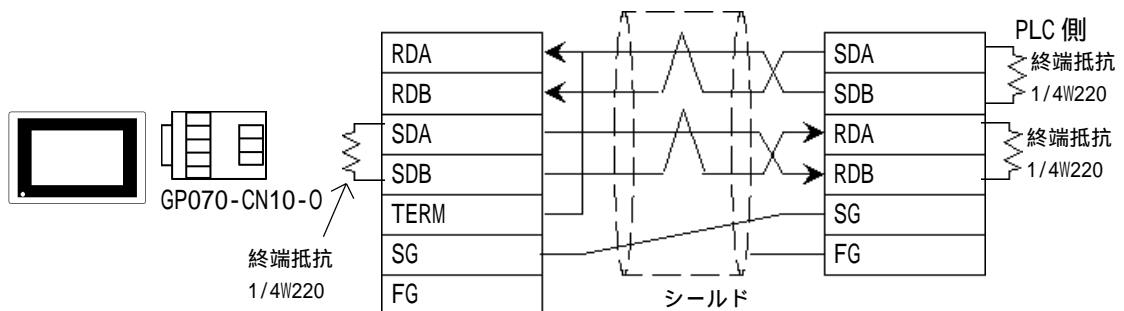 PLC 側
RDA
SDA
終端抵抗
1/4W220
RDB
SDB
SDA
RDA
終端抵抗
1/4W220
SDB
RDB
GP070-CN10-0
TERM
SG
終端抵抗
1/4W220
SG
FG
FG
シールド